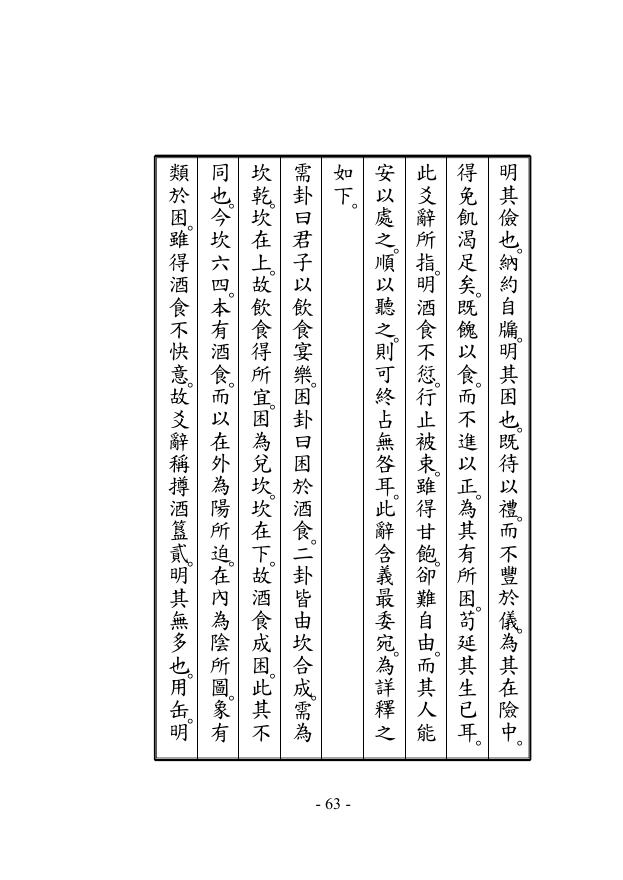 明其儉也。納約自牖。明其困也。既待以禮。而不豐於儀。為其在險中。
得免飢渴足矣。既餽以食。而不進以正。為其有所困。苟延其生已耳。
此爻辭所指。明酒食不愆。行止被束。雖得甘飽。卻難自由。而其人能
安以處之。順以聽之。則可終占無咎耳。此辭含義最委宛。為詳釋之
如下。
需卦曰君子以飲食宴樂。困卦曰困於酒食。二卦皆由坎合成。需為
坎乾。坎在上。故飲食得所宜。困為兌坎。坎在下。故酒食成困。此其不
同也。今坎六四。本有酒食。而以在外為陽所迫。在內為陰所圖。象有
類於困。雖得酒食不快意。故爻辭稱搏酒簋貳。明其無多也。用缶。明
- 63 -